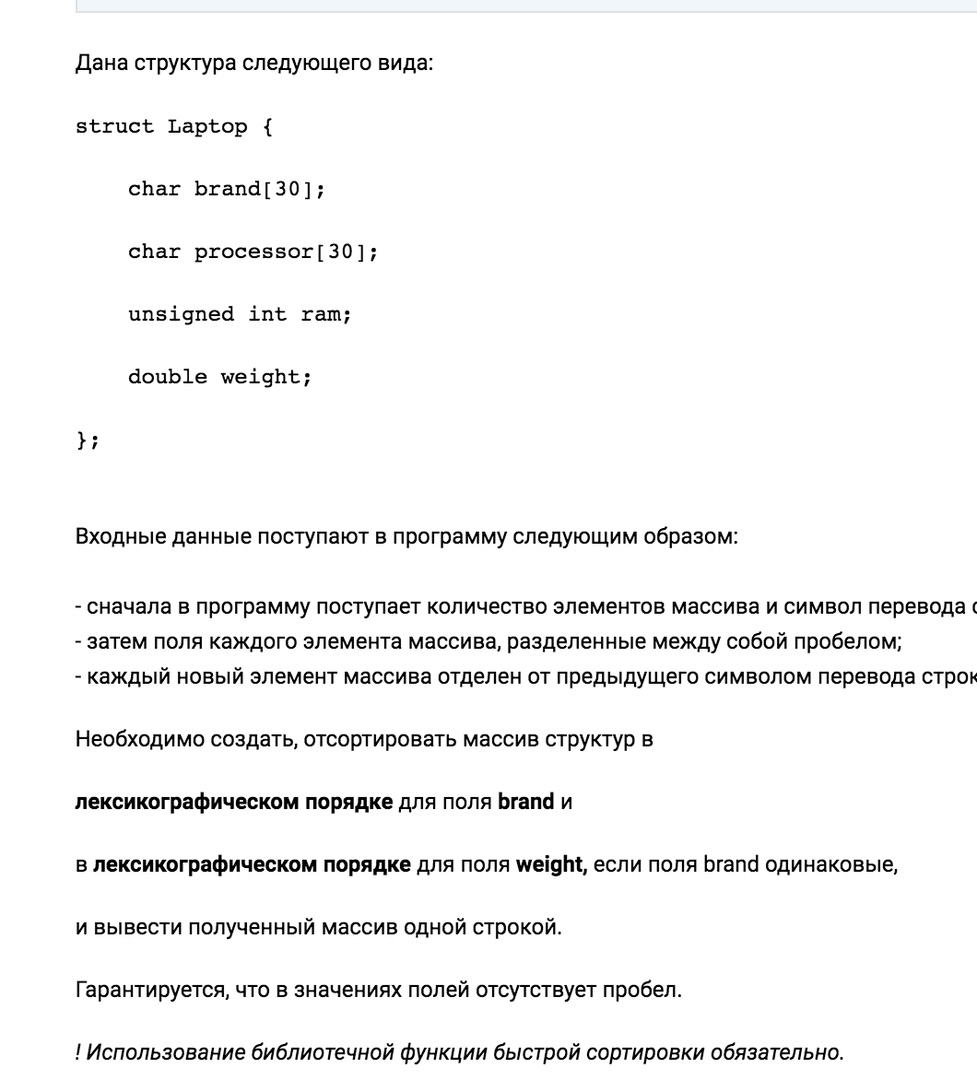 Дана структура следующего вида:
struct Laptop {
char brand[30];
char processor[30];
unsigned int ram;
double weight;
};
Входные данные поступают в программу следующим образом:
- сначала в программу поступает количество элементов массива и символ перевода
- затем поля каждого элемента массива, разделенные между собой пробелом;
- каждый новый элемент массива отделен от предыдущего символом перевода
Необходимо создать, отсортировать массив структур в
лексикографическом порядке для поля brand и
в лексикографическом порядке для поля weight, если поля brand одинаковые,
и вывести полученный массив одной строкой.
Гарантируется, что в значениях полей отсутствует пробел.
! Использование библиотечной функции быстрой сортировки обязательно.